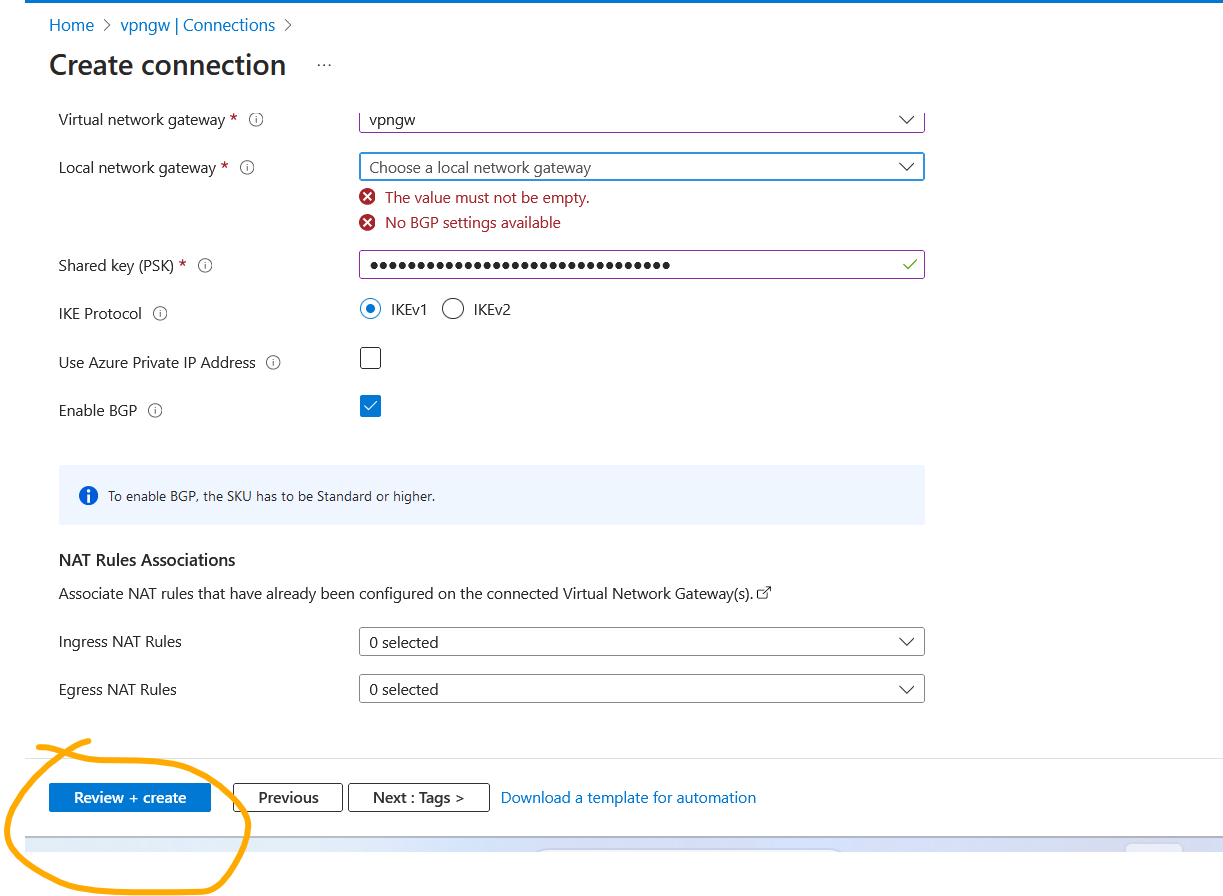 Home > vpngw | Connections >
Create connection ...
Virtual network gateway * vpngw
Local network gateway * Choose a local network gateway
The value must not be empty.
No BGP settings available
Shared key (PSK) * ••••••••••••••••••••••••••••••••
IKE Protocol IKEv1 IKEv2
Use Azure Private IP Address
Enable BGP
To enable BGP, the SKU has to be Standard or higher.
NAT Rules Associations
Associate NAT rules that have already been configured on the connected Virtual Network Gateway(s).
Ingress NAT Rules 0 selected
Egress NAT Rules 0 selected
Review + create Previous Next : Tags > Download a template for automation